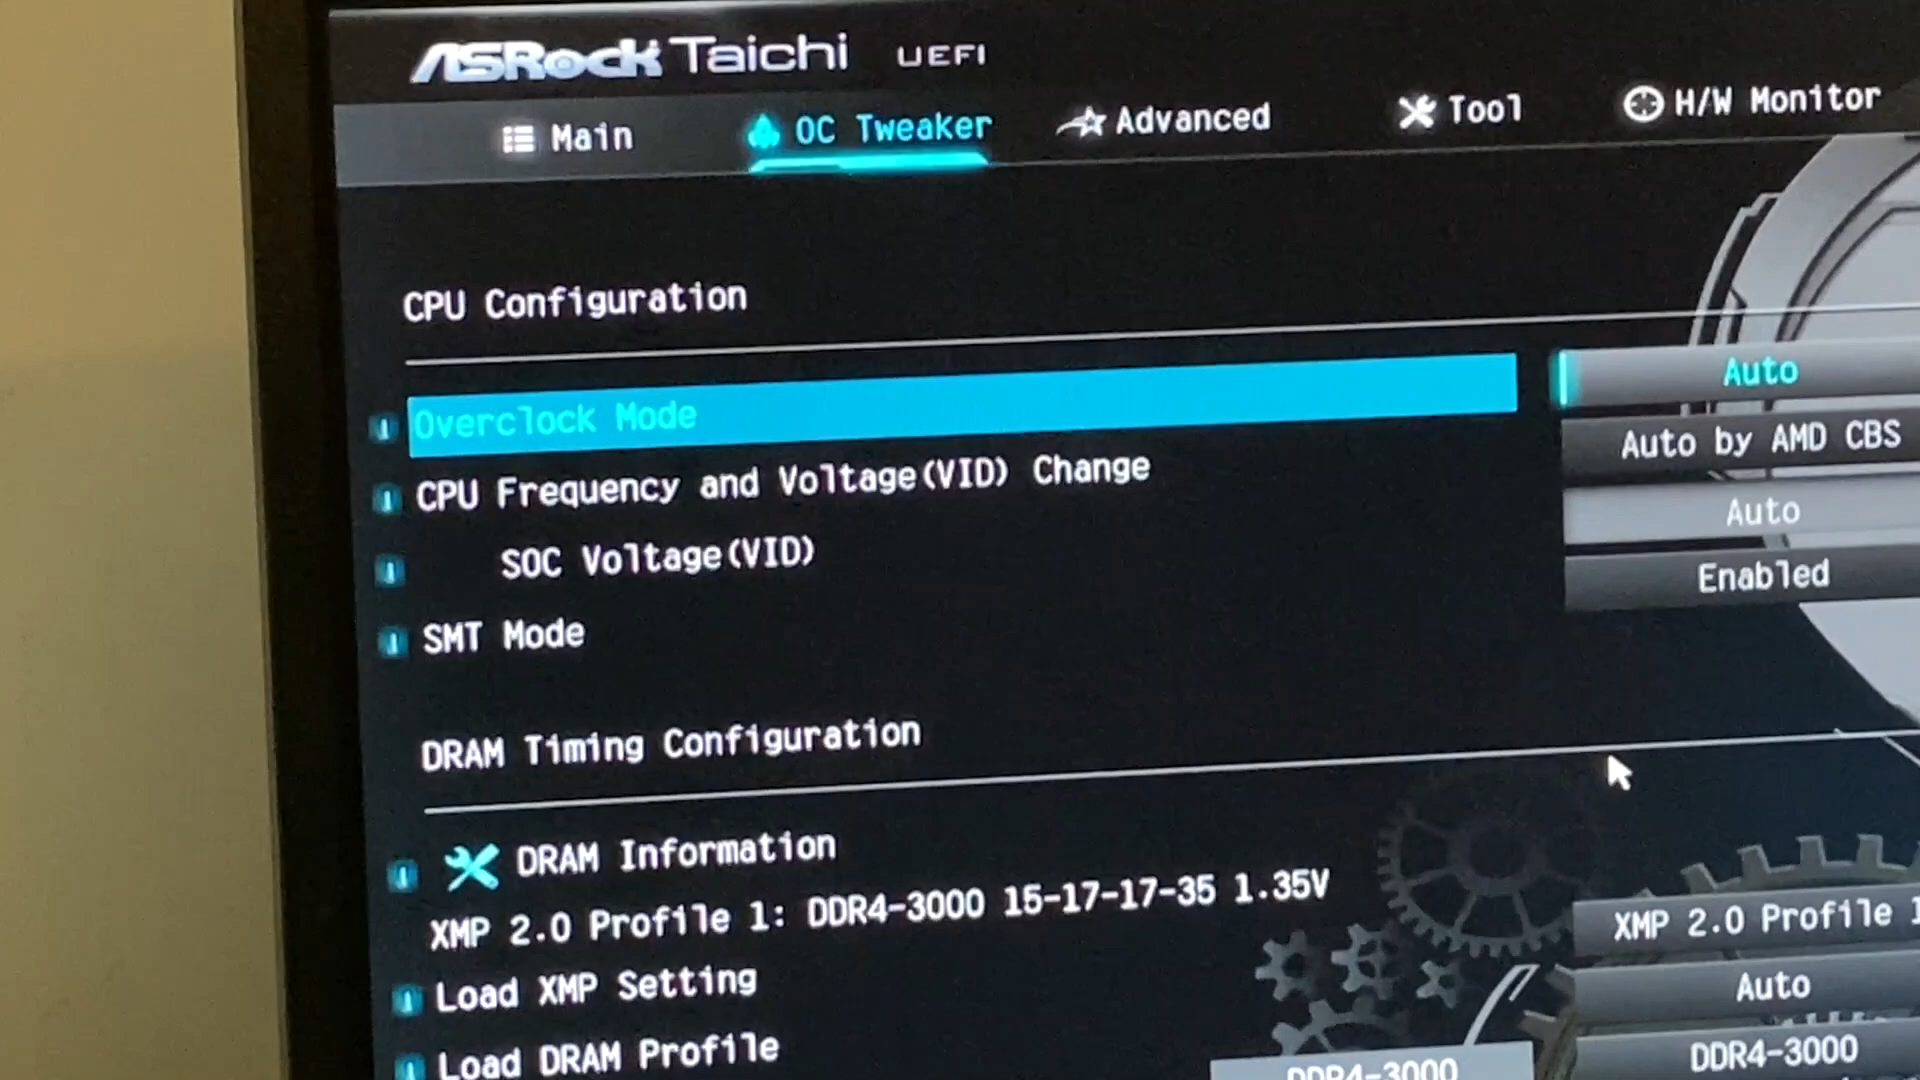 ASRock Taichi UEFI
Main OC Tweaker Advanced Tool H/W Monitor
CPU Configuration
Overclock Mode Auto
CPU Frequency and Voltage(VID) Change Auto by AMD CBS
SOC Voltage(VID) Auto
SMT Mode Enabled
DRAM Timing Configuration
DRAM Information
XMP 2.0 Profile 1: DDR4-3000 15-17-17-35 1.35V
Load XMP Setting XMP 2.0 Profile 1
Load DRAM Profile Auto
DDR4-3000 DDR4-3000